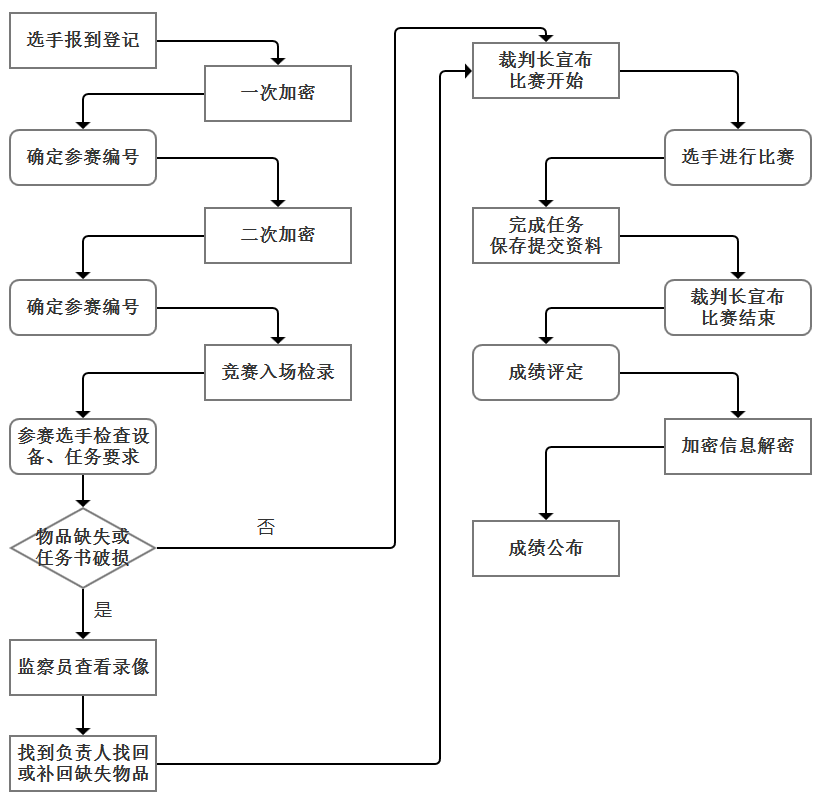 选手报到登记
一次加密
确定参赛编号
二次加密
确定参赛编号
竞赛入场检录
参赛选手检查设
备、任务要求
物品缺失或
任务书破损
否
是
监察员查看录像
找到负责人找回
或补回缺失物品
裁判长宣布
比赛开始
选手进行比赛
完成任务
保存提交资料
裁判长宣布
比赛结束
成绩评定
加密信息解密
成绩公布